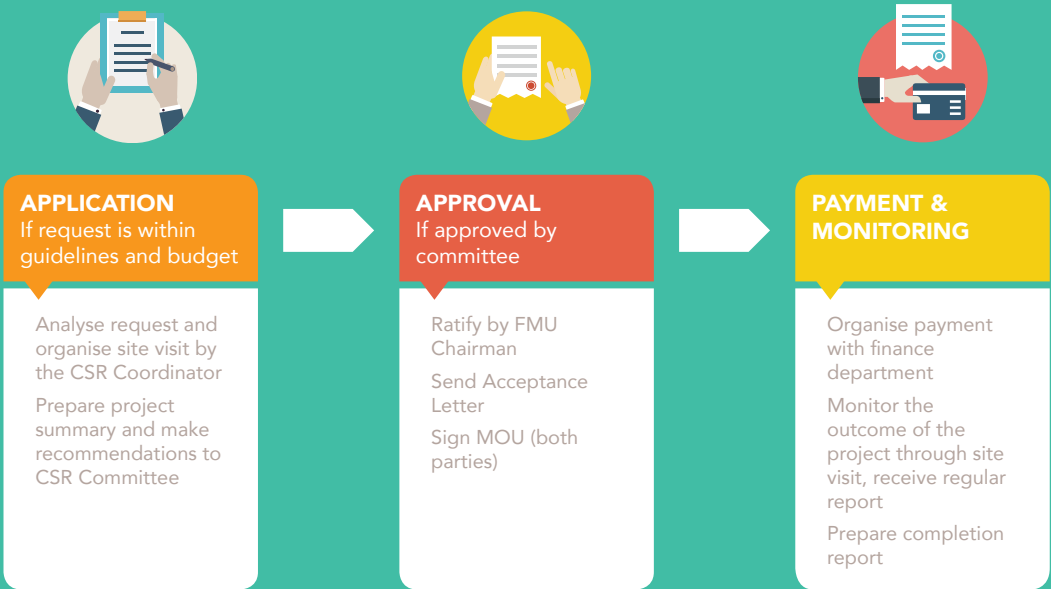 APPLICATION
If request is within
guidelines and budget
Analyse request and
organise site visit by
the CSR Coordinator
Prepare project
summary and make
recommendations to
CSR Committee
APPROVAL
If approved by
committee
Ratify by FMU
Chairman
Send Acceptance
Letter
Sign MOU (both
parties)
PAYMENT &
MONITORING
Organise payment
with finance
department
Monitor the
outcome of the
project through site
visit, receive regular
report
Prepare completion
report